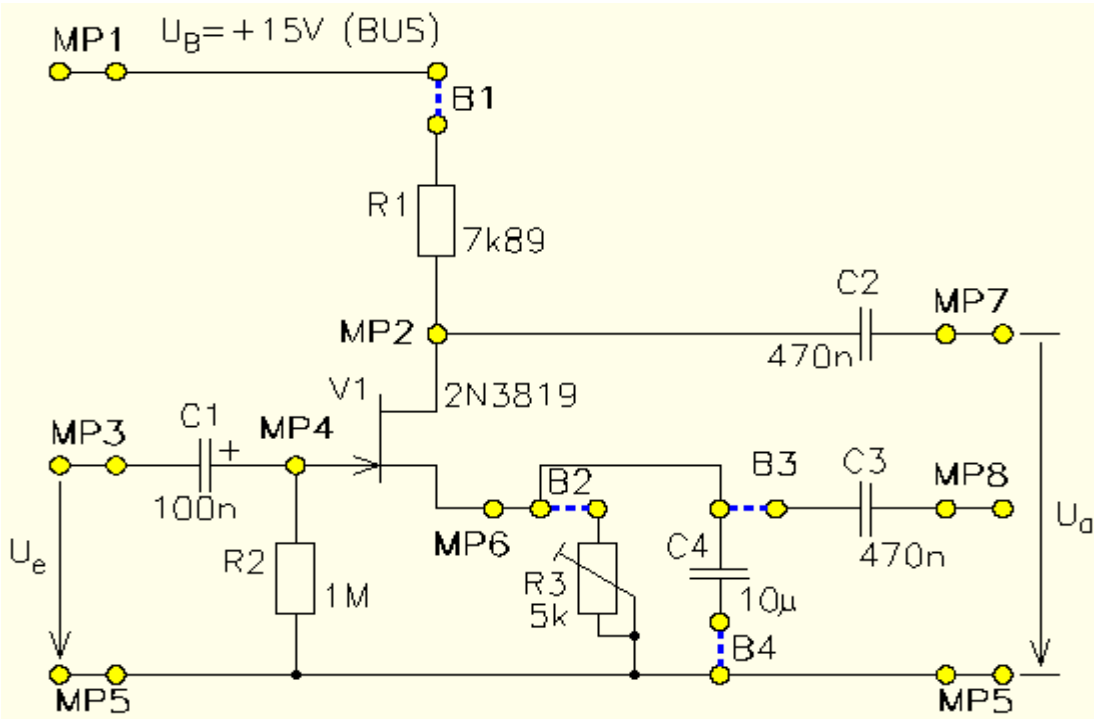 MP1
U_B=+15V (BUS)
B1
R1
7k89
MP2
C2
470n
MP7
V1
2N3819
MP3
C1
+
100n
MP4
B2
B3
C3
470n
MP8
MP6
U_e
R2
1M
R3
5k
C4
10μ
U_a
B4
MP5
MP5